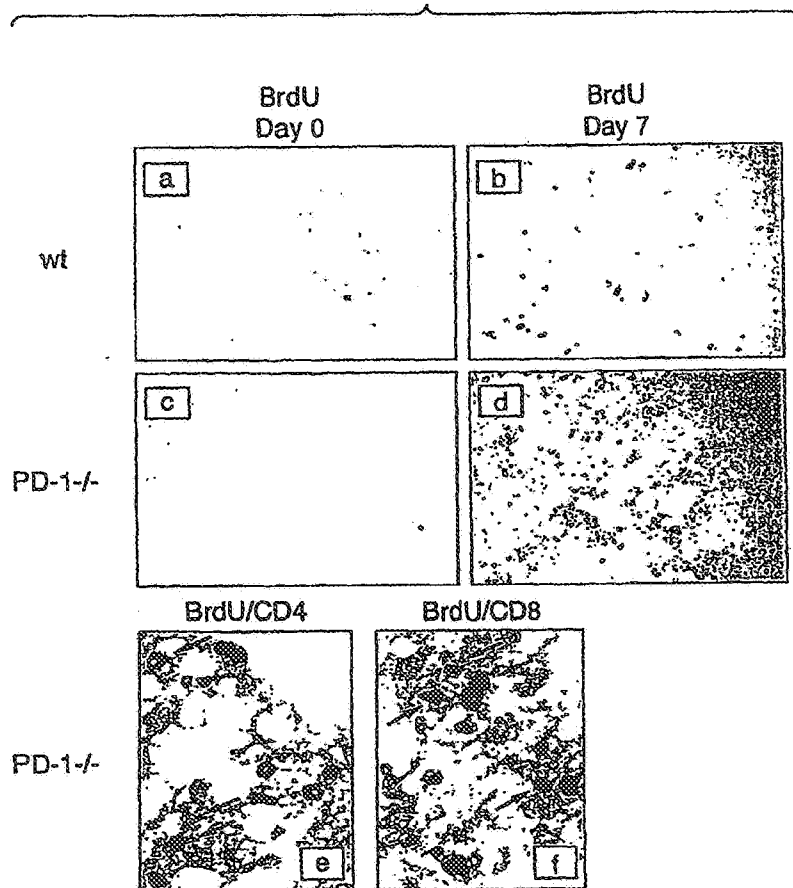 BrdU BrdU
Day 0 Day 7
a b
wt
c d
PD-1-/-
BrdU/CD4 BrdU/CD8
PD-1-/-
e f